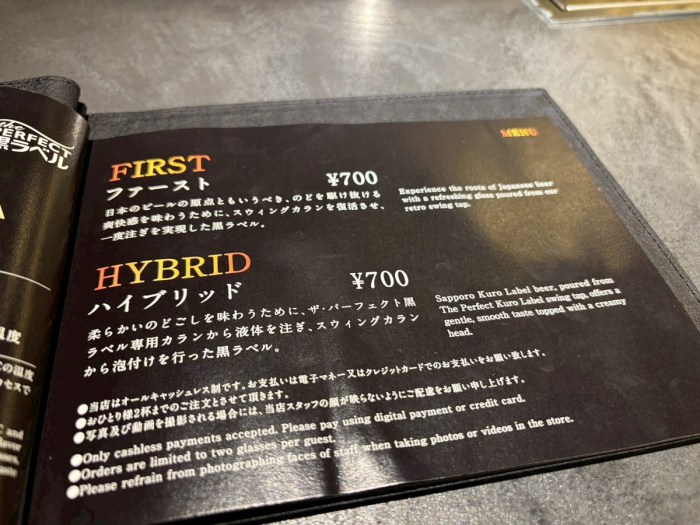 the
PERFECT
黒ラベル
MENU
FIRST
ファースト
¥700
日本のビールの原点ともいうべき、のどを駆け抜ける
爽快感を味わうために、スウィングカランを復活させ、
一度注ぎを実現した黒ラベル。
Experience the roots of Japanese beer
with a refreshing glass poured from our
retro swing tap.
HYBRID
ハイブリッド
¥700
柔らかいのどごしを味わうために、ザ・パーフェクト黒
ラベル専用カランから液体を注ぎ、スウィングカラン
から泡付けを行った黒ラベル。
Sapporo Kuro Label beer, poured from
The Perfect Kuro Label swing tap, offers a
gentle, smooth taste topped with a creamy
head.
●当店はオールキャッシュレス制です。お支払いは電子マネー又はクレジットカードでのお支払いをお願い致します。
●おひとり様2杯までのご注文とさせて頂きます。
●写真及び動画を撮影される場合には、当店スタッフの顔が映らないようにご配慮をお願い申し上げます。
●Only cashless payments accepted. Please pay using digital payment or credit card.
●Orders are limited to two glasses per guest.
●Please refrain from photographing faces of staff when taking photos or videos in the store.